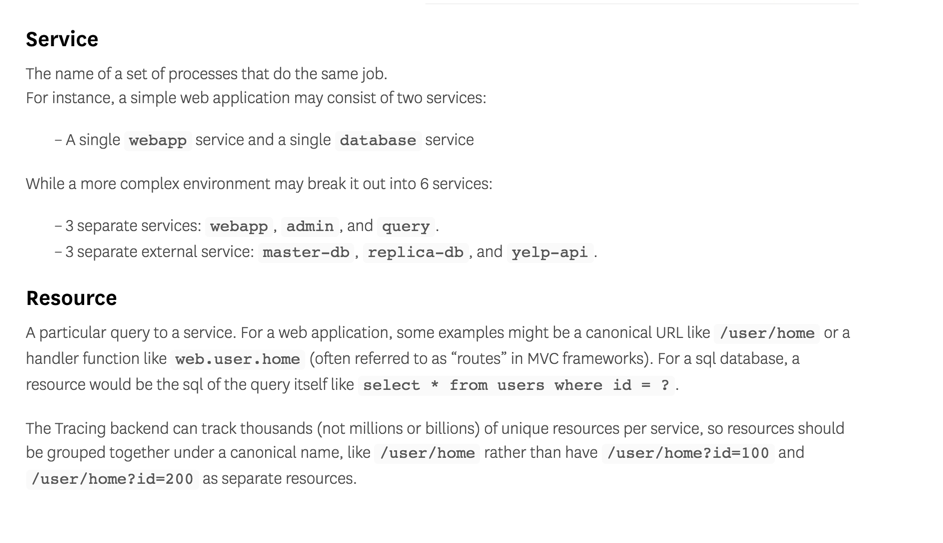 Service
The name of a set of processes that do the same job.
For instance, a simple web application may consist of two services:
– A single webapp service and a single database service
While a more complex environment may break it out into 6 services:
– 3 separate services: webapp , admin , and query .
– 3 separate external service: master-db , replica-db , and yelp-api .
Resource
A particular query to a service. For a web application, some examples might be a canonical URL like /user/home or a
handler function like web.user.home (often referred to as “routes” in MVC frameworks). For a sql database, a
resource would be the sql of the query itself like select * from users where id = ? .
The Tracing backend can track thousands (not millions or billions) of unique resources per service, so resources should
be grouped together under a canonical name, like /user/home rather than have /user/home?id=100 and
/user/home?id=200 as separate resources.